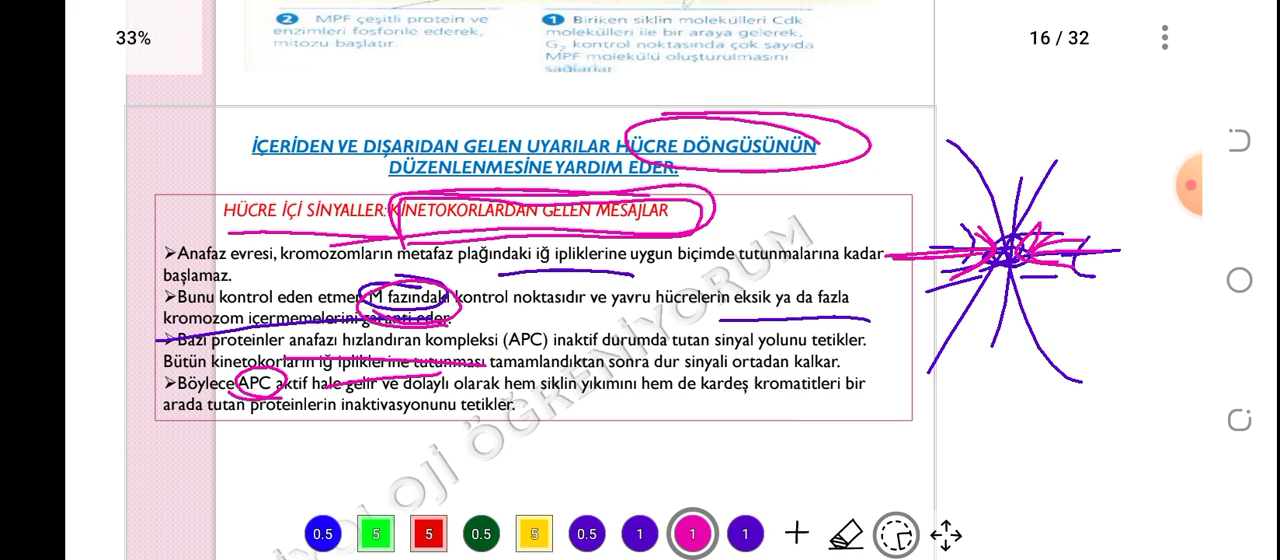 33%
16 / 32
2 MPF çeşitli protein ve
enzimleri fosforile ederek,
mitozu başlatır.
1 Biriken siklin molekülleri Cdk
molekülleri ile bir araya gelerek,
G₂ kontrol noktasında çok sayıda
MPF molekülü oluşturulmasını
sağlarlar
İÇERİDEN VE DIŞARIDAN GELEN UYARILAR HÜCRE DÖNGÜSÜNÜN
DÜZENLENMESİNE YARDIM EDER.
HÜCRE İÇİ SİNYALLER: KİNETOKORLARDAN GELEN MESAJLAR
➢Anafaz evresi, kromozomların metafaz plağındaki iğ ipliklerine uygun biçimde tutunmalarına kadar
başlamaz.
➢Bunu kontrol eden etmen M fazındaki kontrol noktasıdır ve yavru hücrelerin eksik ya da fazla
kromozom içermemelerini garanti eder.
➢Bazı proteinler anafazı hızlandıran kompleksi (APC) inaktif durumda tutan sinyal yolunu tetikler.
Bütün kinetokorların iğ ipliklerine tutunması tamamlandıktan sonra dur sinyali ortadan kalkar.
➢Böylece APC aktif hale gelir ve dolaylı olarak hem siklin yıkımını hem de kardeş kromatitleri bir
arada tutan proteinlerin inaktivasyonunu tetikler.
BİYOLOJİ ÖĞRENİYORUM
0.5 5 5 0.5 5 0.5 1 1 1